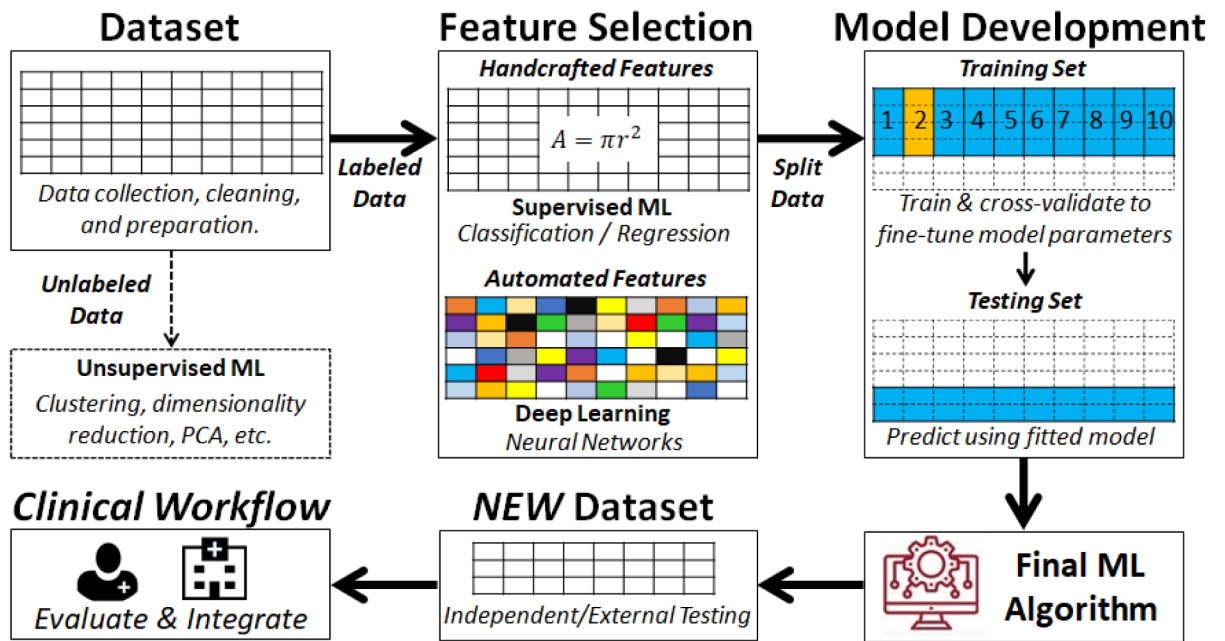 Dataset
Data collection, cleaning,
and preparation.
Unlabeled
Data
Unsupervised ML
Clustering, dimensionality
reduction, PCA, etc.
Labeled
Data
Feature Selection
Handcrafted Features
A = πr²
Supervised ML
Classification / Regression
Automated Features
Deep Learning
Neural Networks
Split
Data
Model Development
Training Set
1 2 3 4 5 6 7 8 9 10
Train & cross-validate to
fine-tune model parameters
Testing Set
Predict using fitted model
Final ML
Algorithm
NEW Dataset
Independent/External Testing
Clinical Workflow
Evaluate & Integrate